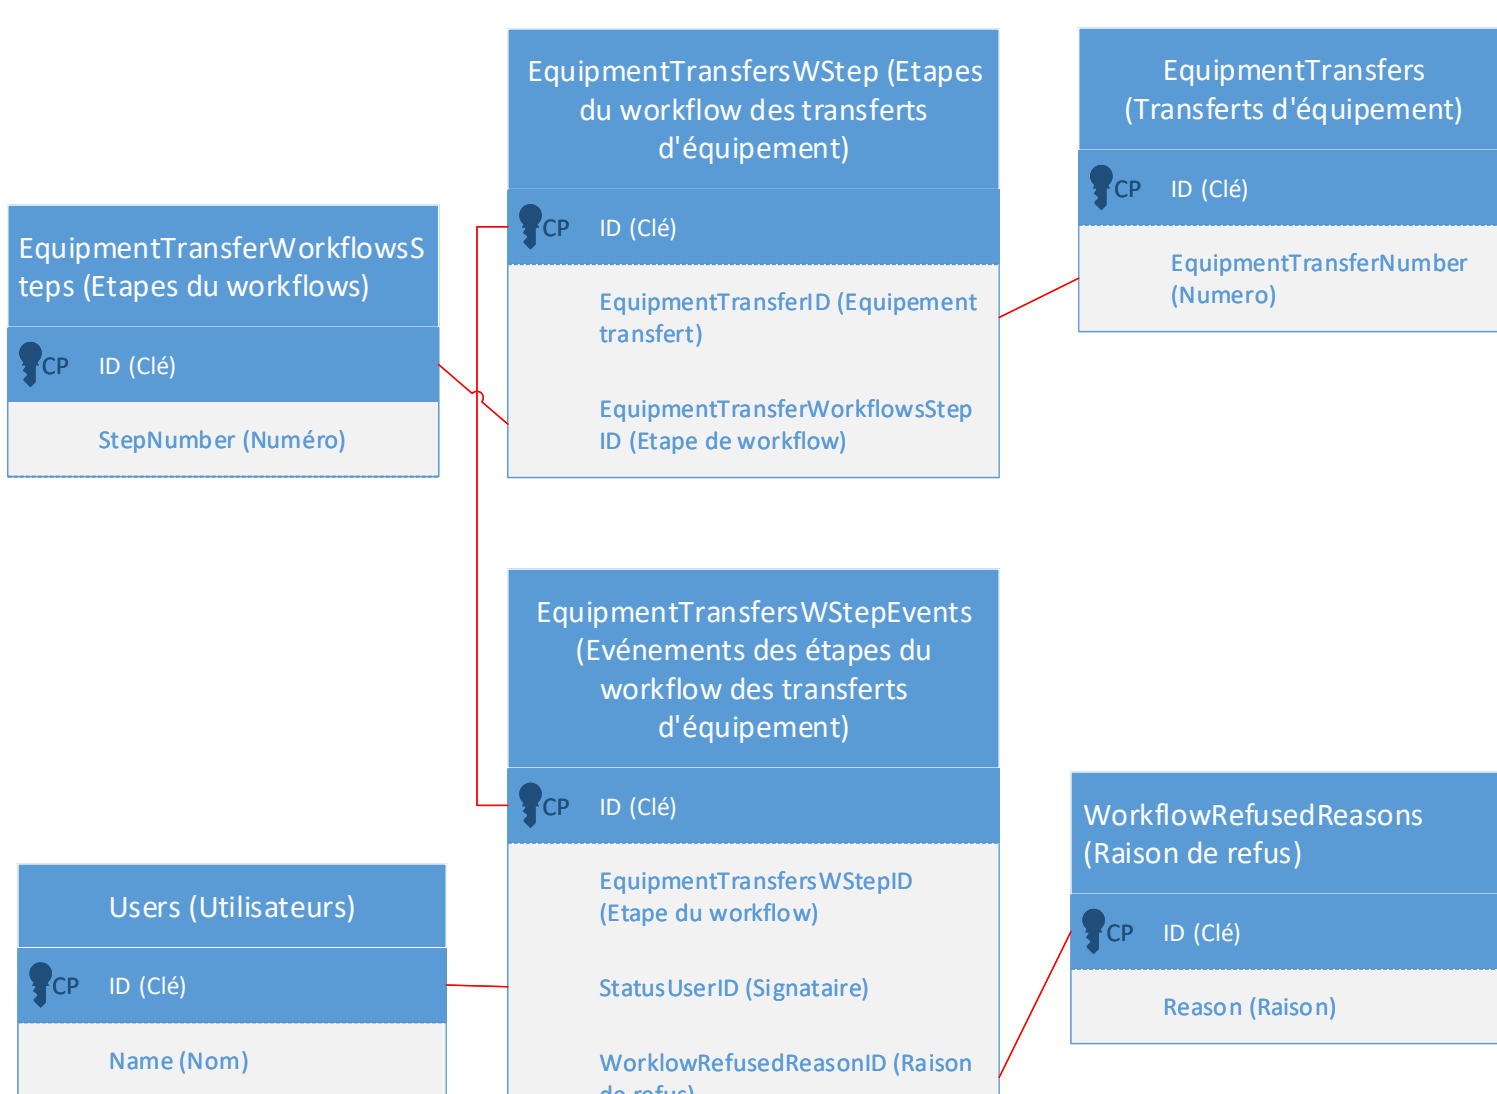 EquipmentTransfersWStep (Etapes
du workflow des transferts
d'équipement)
CP ID (Clé)
EquipmentTransferID (Equipement
transfert)
EquipmentTransferWorkflowsStep
ID (Etape de workflow)
EquipmentTransfers
(Transferts d'équipement)
CP ID (Clé)
EquipmentTransferNumber
(Numero)
EquipmentTransferWorkflowsS
teps (Etapes du workflows)
CP ID (Clé)
StepNumber (Numéro)
EquipmentTransfersWStepEvents
(Evénements des étapes du
workflow des transferts
d'équipement)
CP ID (Clé)
EquipmentTransfersWStepID
(Etape du workflow)
StatusUserID (Signataire)
WorklowRefusedReasonID (Raison
de refus)
WorkflowRefusedReasons
(Raison de refus)
CP ID (Clé)
Reason (Raison)
Users (Utilisateurs)
CP ID (Clé)
Name (Nom)